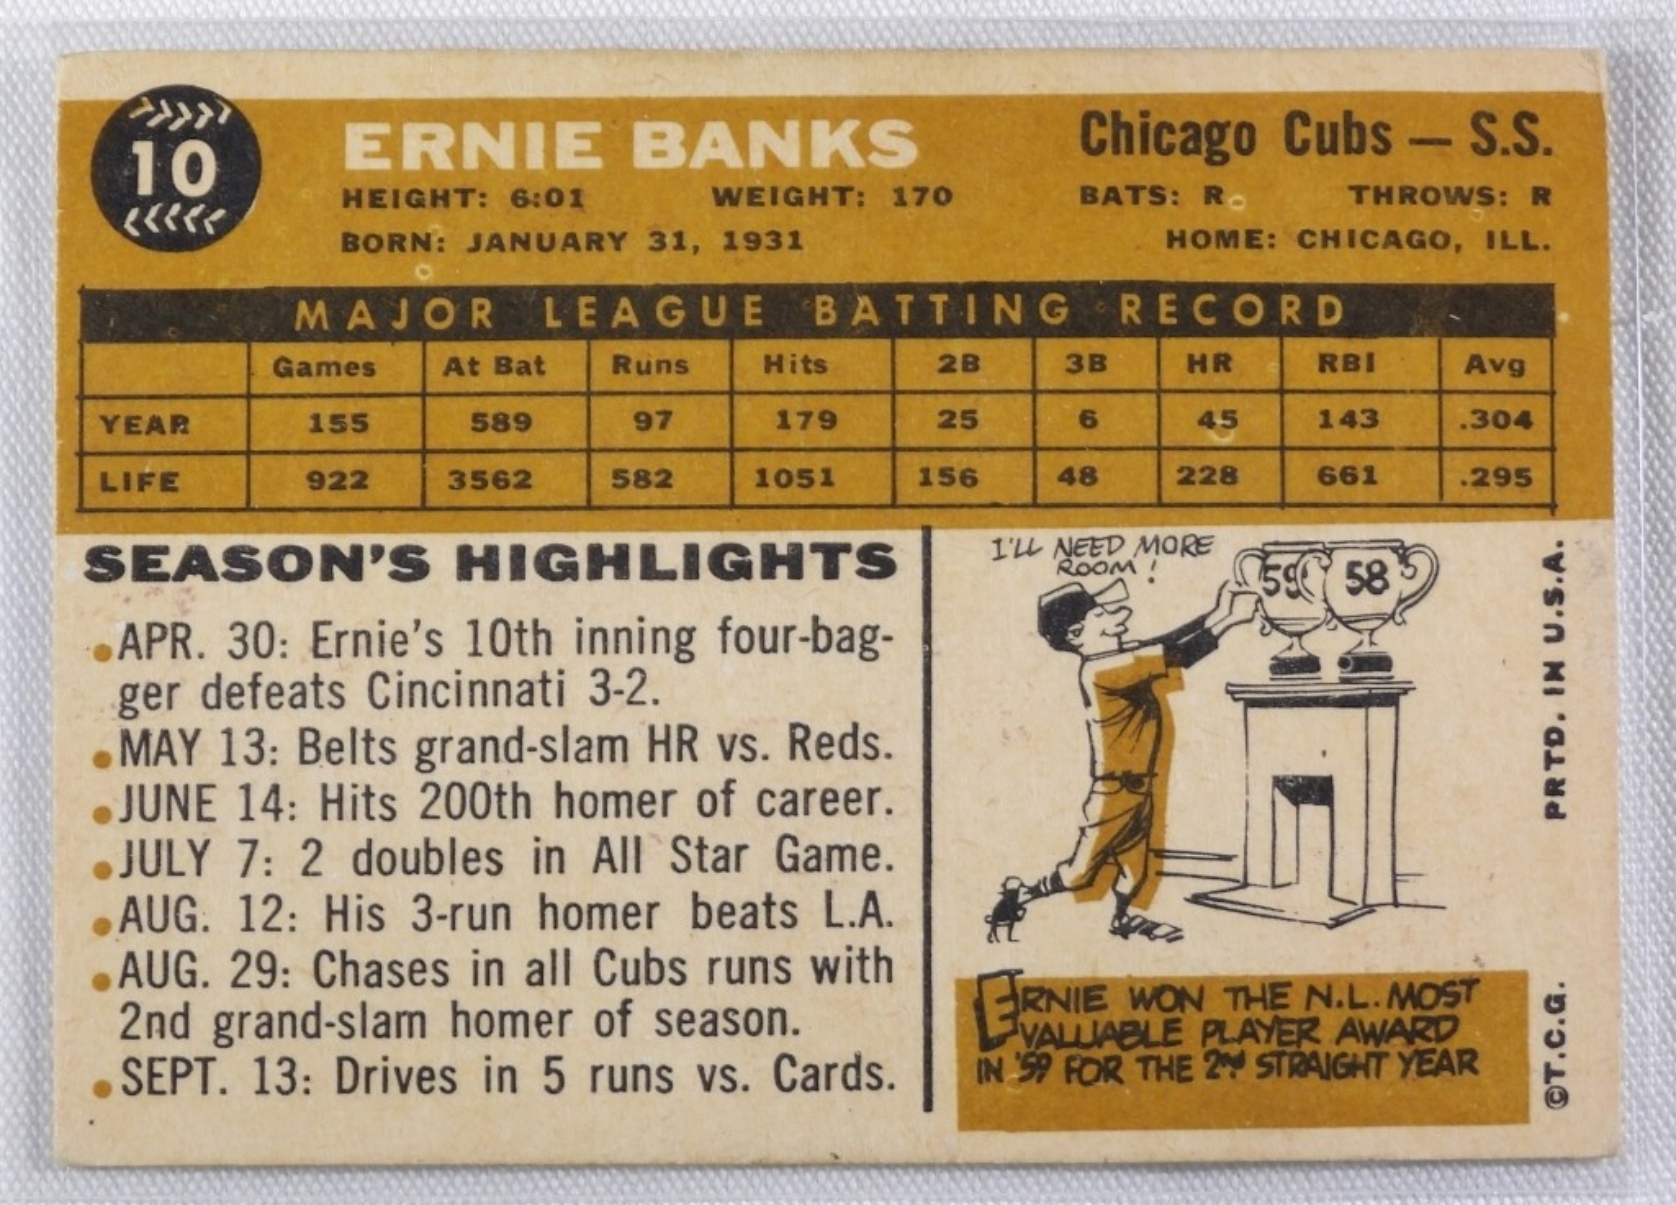 10
ERNIE BANKS
Chicago Cubs — S.S.
HEIGHT: 6:01 WEIGHT: 170 BATS: R THROWS: R
BORN: JANUARY 31, 1931 HOME: CHICAGO, ILL.
MAJOR LEAGUE BATTING RECORD
Games At Bat Runs Hits 2B 3B HR RBI Avg
YEAR 155 589 97 179 25 6 45 143 .304
LIFE 922 3562 582 1051 156 48 228 661 .295
SEASON'S HIGHLIGHTS
APR. 30: Ernie's 10th inning four-bag-
ger defeats Cincinnati 3-2.
MAY 13: Belts grand-slam HR vs. Reds.
JUNE 14: Hits 200th homer of career.
JULY 7: 2 doubles in All Star Game.
AUG. 12: His 3-run homer beats L.A.
AUG. 29: Chases in all Cubs runs with
2nd grand-slam homer of season.
SEPT. 13: Drives in 5 runs vs. Cards.
I'LL NEED MORE
ROOM!
59 58
ERNIE WON THE N.L. MOST
VALUABLE PLAYER AWARD
IN '59 FOR THE 2ND STRAIGHT YEAR
©T.C.G. PRTD. IN U.S.A.